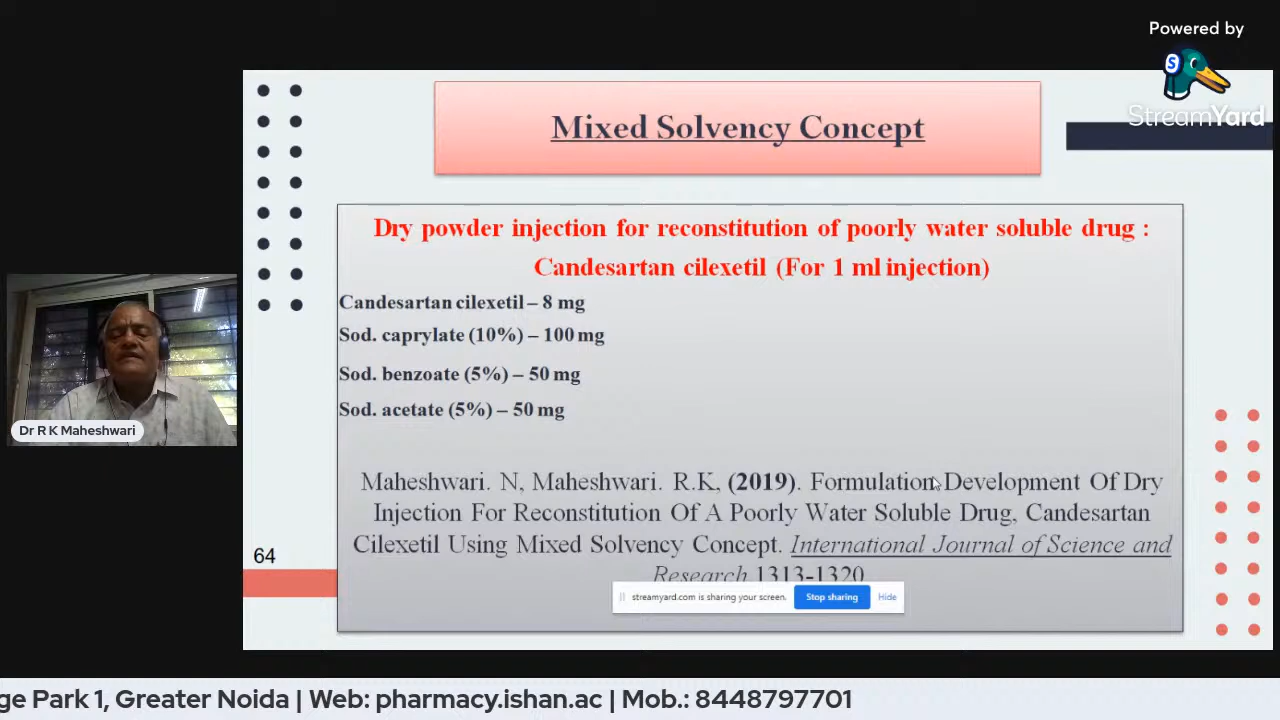 Powered by
S
StreamYard
Mixed Solvency Concept
Dry powder injection for reconstitution of poorly water soluble drug :
Candesartan cilexetil (For 1 ml injection)
Candesartan cilexetil – 8 mg
Sod. caprylate (10%) – 100 mg
Sod. benzoate (5%) – 50 mg
Sod. acetate (5%) – 50 mg
Maheshwari. N, Maheshwari. R.K, (2019). Formulation Development Of Dry
Injection For Reconstitution Of A Poorly Water Soluble Drug, Candesartan
Cilexetil Using Mixed Solvency Concept. International Journal of Science and
Research 1313-1320
64
streamyard.com is sharing your screen.
Stop sharing
Hide
Dr R K Maheshwari
ge Park 1, Greater Noida | Web: pharmacy.ishan.ac | Mob.: 8448797701